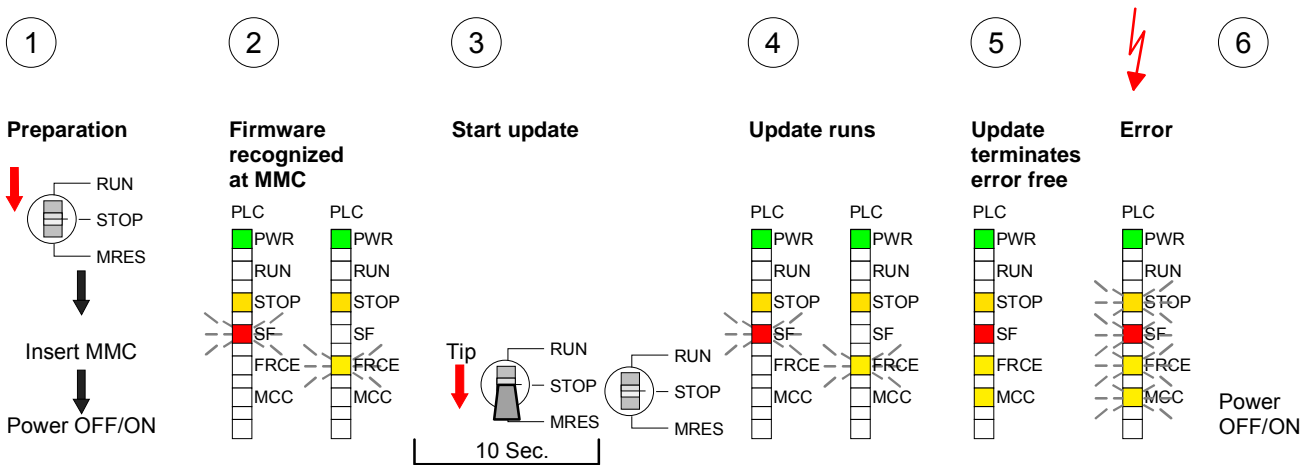 1
2
3
4
5
6
Preparation
RUN
STOP
MRES
Insert MMC
Power OFF/ON
Firmware
recognized
at MMC
PLC
PWR
RUN
STOP
SF
FRCE
MCC
PLC
PWR
RUN
STOP
SF
FRCE
MCC
Start update
Tip
RUN
STOP
MRES
RUN
STOP
MRES
10 Sec.
Update runs
PLC
PWR
RUN
STOP
SF
FRCE
MCC
PLC
PWR
RUN
STOP
SF
FRCE
MCC
Update
terminates
error free
PLC
PWR
RUN
STOP
SF
FRCE
MCC
Error
PLC
PWR
RUN
STOP
SF
FRCE
MCC
Power
OFF/ON